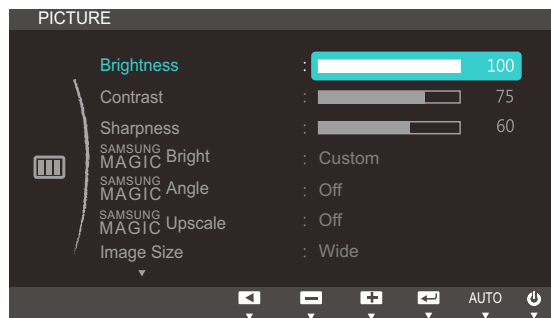 PICTURE
Brightness : 100
Contrast : 75
Sharpness : 60
SAMSUNG MAGIC Bright : Custom
SAMSUNG MAGIC Angle : Off
SAMSUNG MAGIC Upscale : Off
Image Size : Wide
AUTO